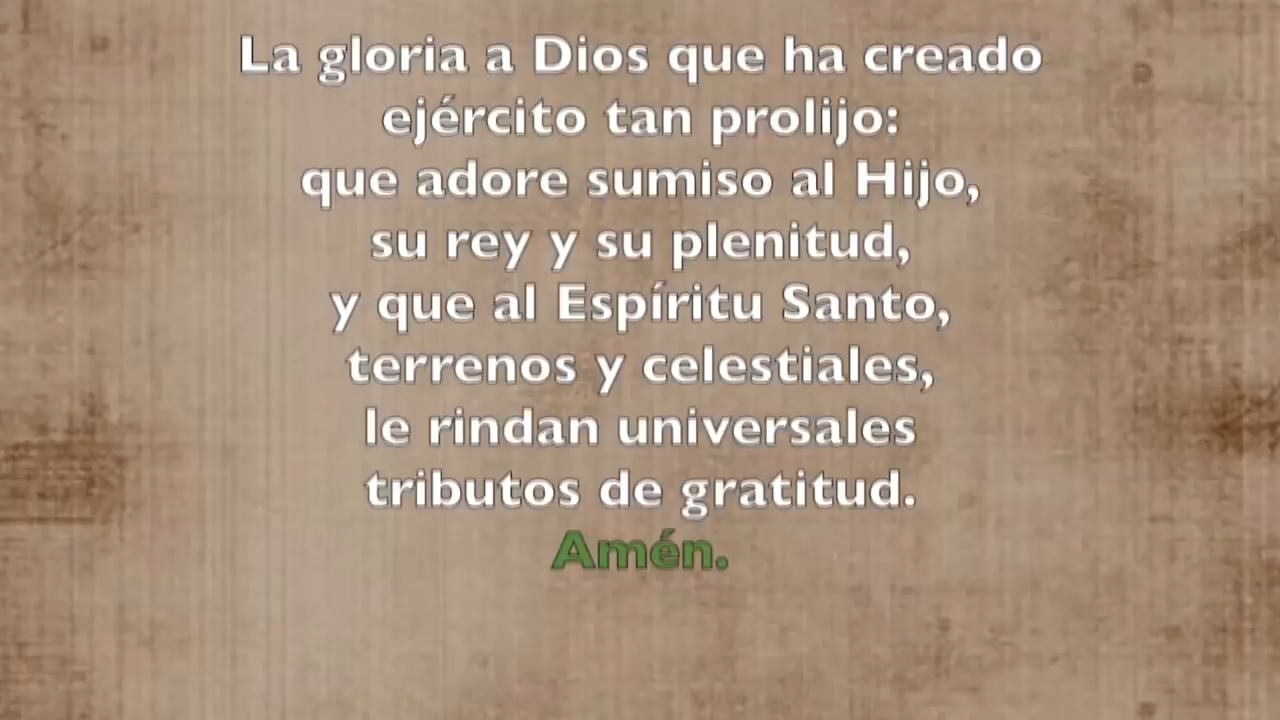 La gloria a Dios que ha creado
ejército tan prolijo:
que adore sumiso al Hijo,
su rey y su plenitud,
y que al Espíritu Santo,
terrenos y celestiales,
le rindan universales
tributos de gratitud.
Amén.